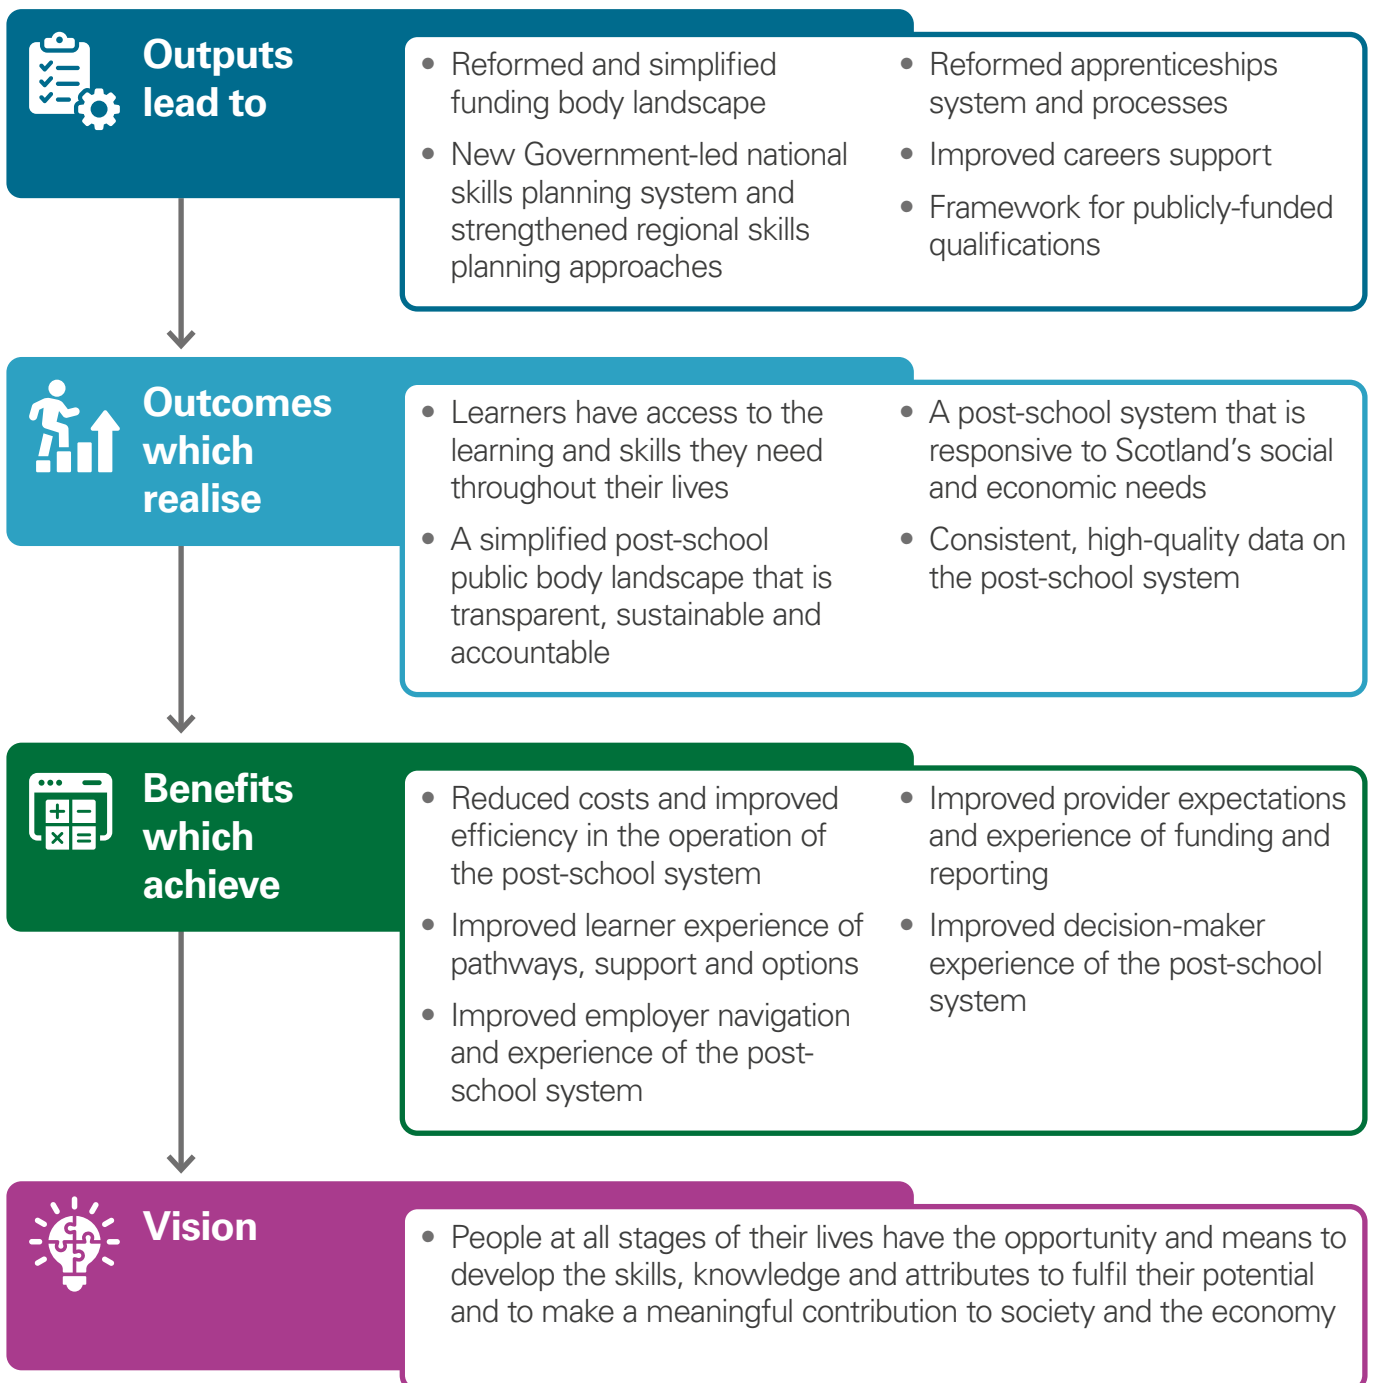 Outputs
lead to
• Reformed and simplified
funding body landscape
• New Government-led national
skills planning system and
strengthened regional skills
planning approaches
• Reformed apprenticeships
system and processes
• Improved careers support
• Framework for publicly-funded
qualifications
Outcomes
which
realise
• Learners have access to the
learning and skills they need
throughout their lives
• A simplified post-school
public body landscape that is
transparent, sustainable and
accountable
• A post-school system that is
responsive to Scotland’s social
and economic needs
• Consistent, high-quality data on
the post-school system
Benefits
which
achieve
• Reduced costs and improved
efficiency in the operation of
the post-school system
• Improved learner experience of
pathways, support and options
• Improved employer navigation
and experience of the post-
school system
• Improved provider expectations
and experience of funding and
reporting
• Improved decision-maker
experience of the post-school
system
Vision
• People at all stages of their lives have the opportunity and means to
develop the skills, knowledge and attributes to fulfil their potential
and to make a meaningful contribution to society and the economy